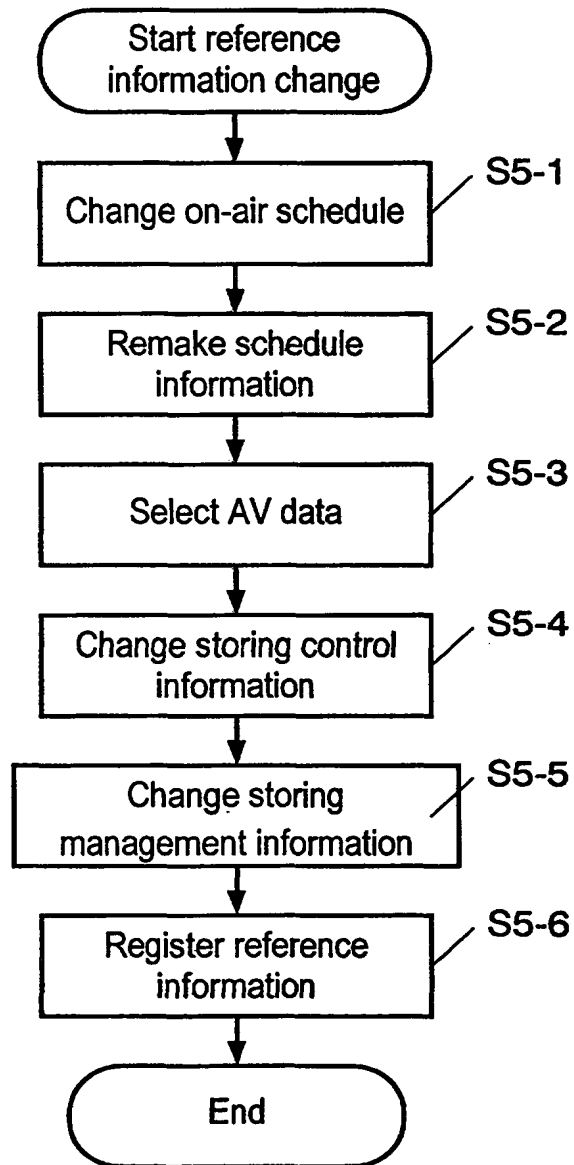 Start reference
information change
S5-1
Change on-air schedule
S5-2
Remake schedule
information
S5-3
Select AV data
S5-4
Change storing control
information
S5-5
Change storing
management information
S5-6
Register reference
information
End